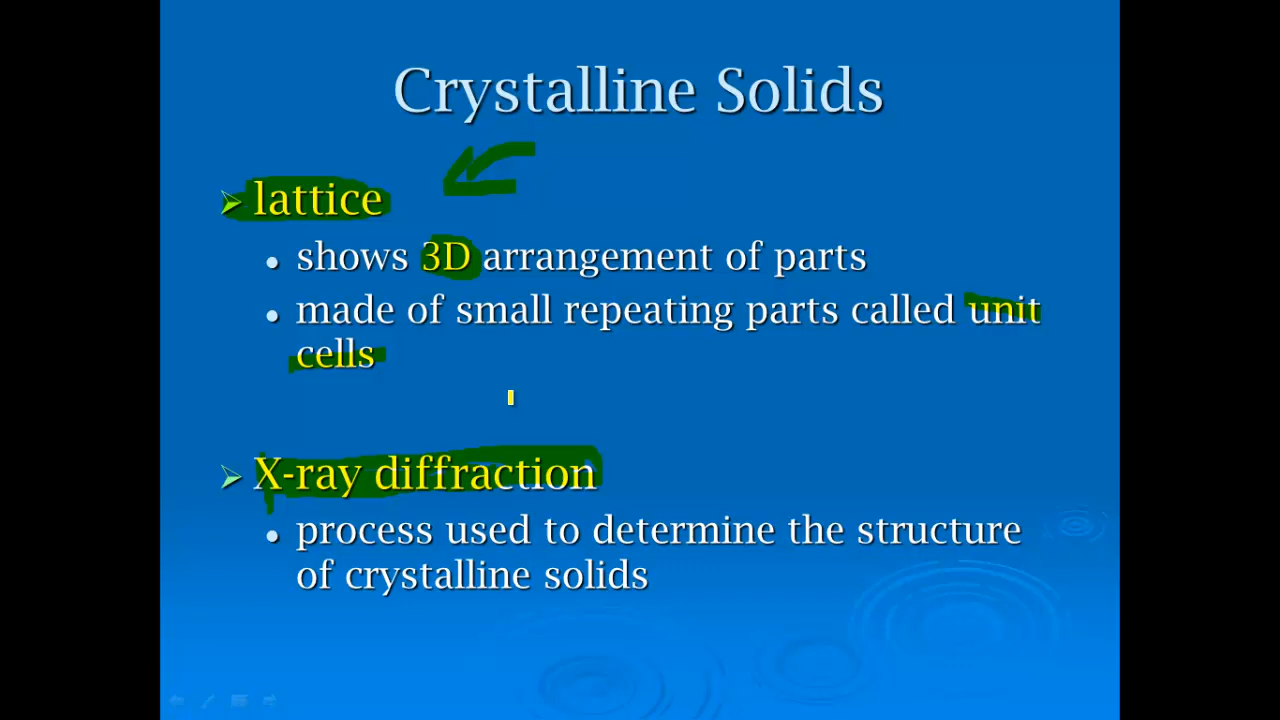 Crystalline Solids
lattice
shows 3D arrangement of parts
made of small repeating parts called unit
cells
X-ray diffraction
process used to determine the structure
of crystalline solids